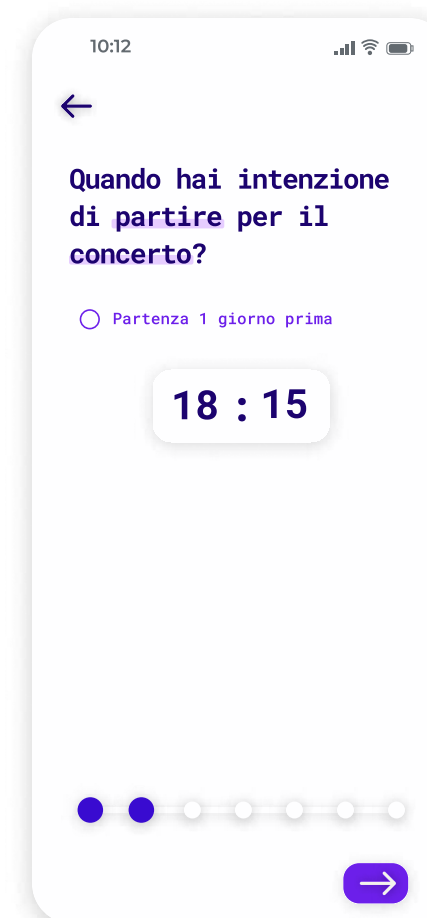 10:12
Quando hai intenzione
di partire per il
concerto?
Partenza 1 giorno prima
18 : 15